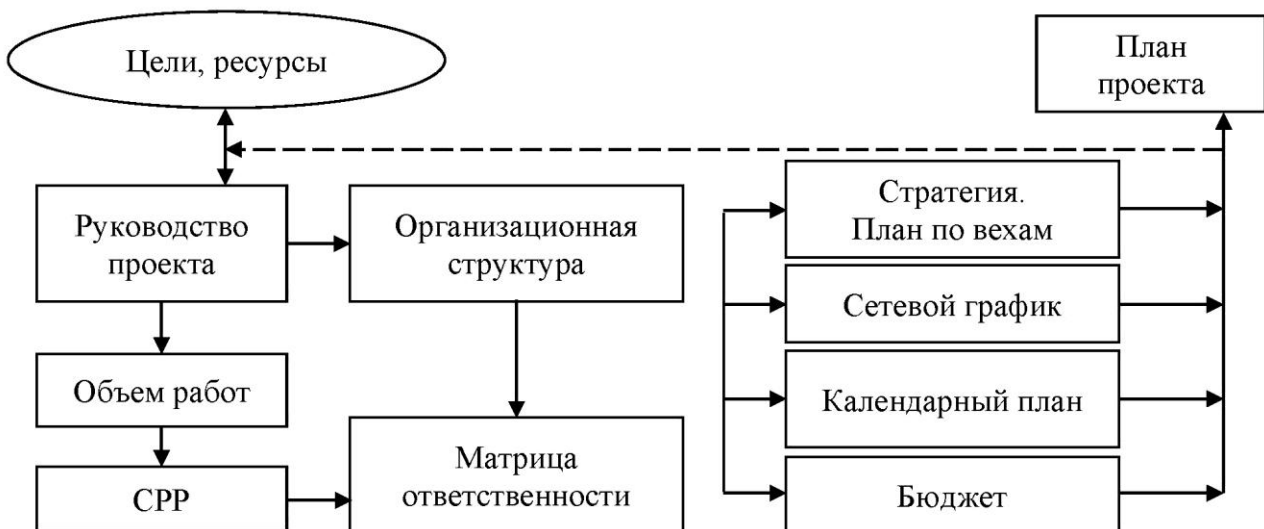 Цели, ресурсы
План
проекта
Руководство
проекта
Организационная
структура
Стратегия.
План по вехам
Сетевой график
Объем работ
Календарный план
СРР
Матрица
ответственности
Бюджет